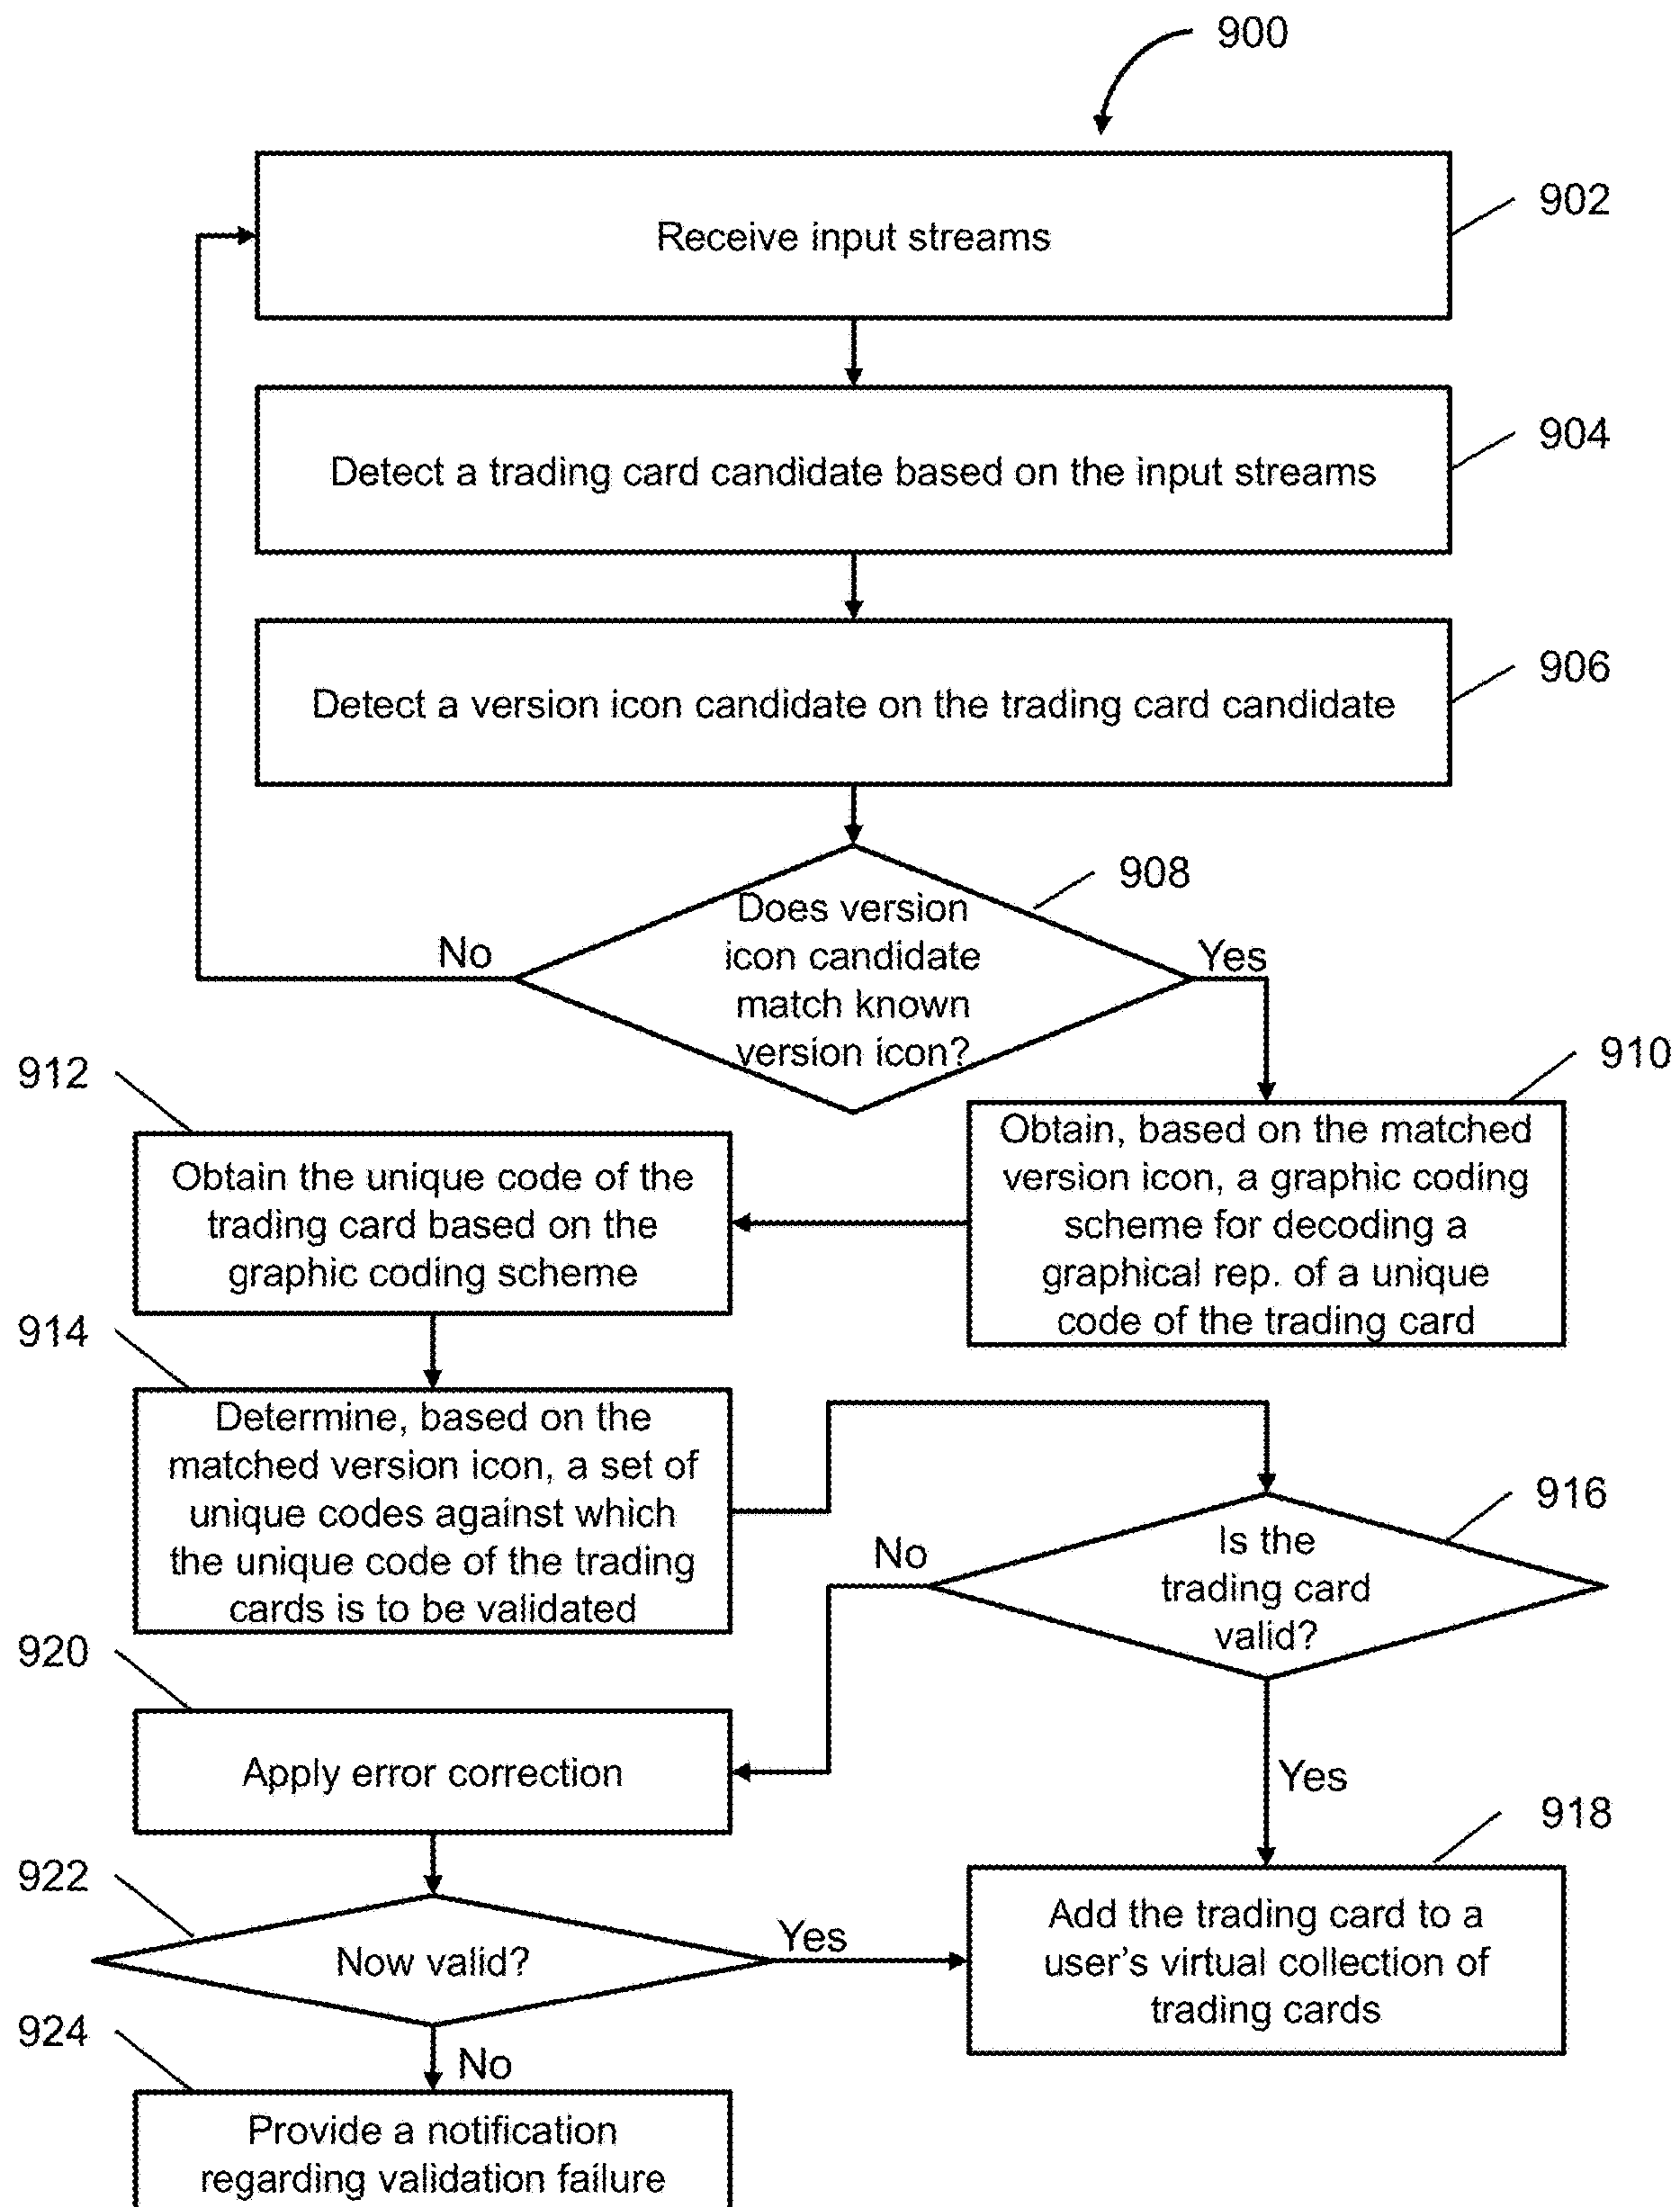 900
902
Receive input streams
904
Detect a trading card candidate based on the input streams
906
Detect a version icon candidate on the trading card candidate
908
Does version
icon candidate
match known
version icon?
No
Yes
910
Obtain, based on the matched
version icon, a graphic coding
scheme for decoding a
graphical rep. of a unique
code of the trading card
912
Obtain the unique code of the
trading card based on the
graphic coding scheme
914
Determine, based on the
matched version icon, a set of
unique codes against which
the unique code of the trading
cards is to be validated
916
Is the
trading card
valid?
No
Yes
918
Add the trading card to a
user's virtual collection of
trading cards
920
Apply error correction
922
Now valid?
Yes
No
924
Provide a notification
regarding validation failure